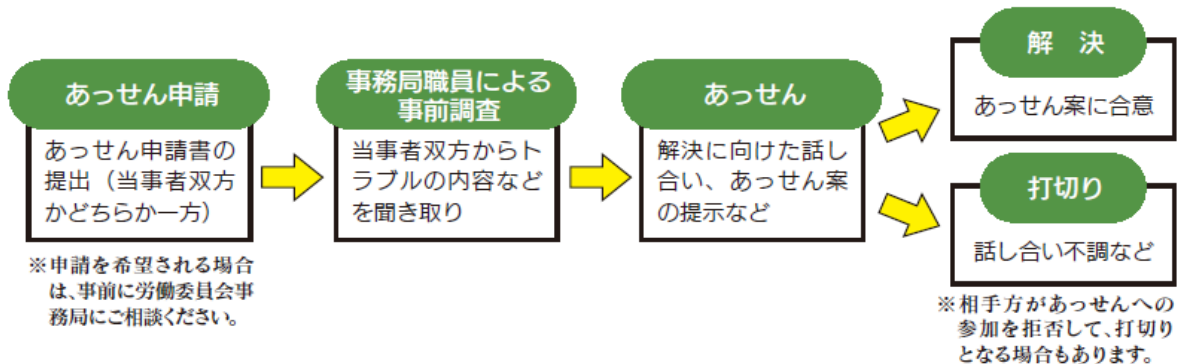 あっせん申請
あっせん申請書の
提出（当事者双方
かどちらか一方）
※申請を希望される場合
は、事前に労働委員会事
務局にご相談ください。
事務局職員による
事前調査
当事者双方からト
ラブルの内容など
を聞き取り
あっせん
解決に向けた話し
合い、あっせん案
の提示など
解　決
あっせん案に合意
打切り
話し合い不調など
※相手方があっせんへの
参加を拒否して、打切り
となる場合もあります。